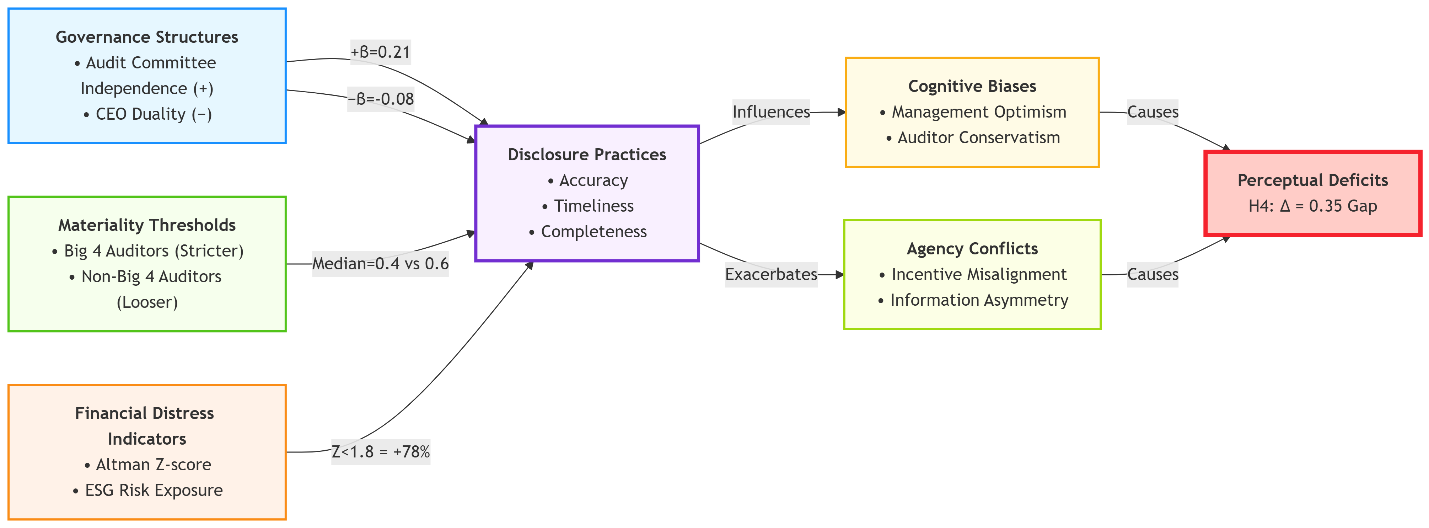 Governance Structures
• Audit Committee
Independence (+)
• CEO Duality (−)
+β=0.21
−β=-0.08
Materiality Thresholds
• Big 4 Auditors (Stricter)
• Non-Big 4 Auditors
(Looser)
Median=0.4 vs 0.6
Financial Distress
Indicators
• Altman Z-score
• ESG Risk Exposure
Z<1.8 = +78%
Disclosure Practices
• Accuracy
• Timeliness
• Completeness
Influences
Exacerbates
Cognitive Biases
• Management Optimism
• Auditor Conservatism
Agency Conflicts
• Incentive Misalignment
• Information Asymmetry
Causes
Causes
Perceptual Deficits
H4: Δ = 0.35 Gap